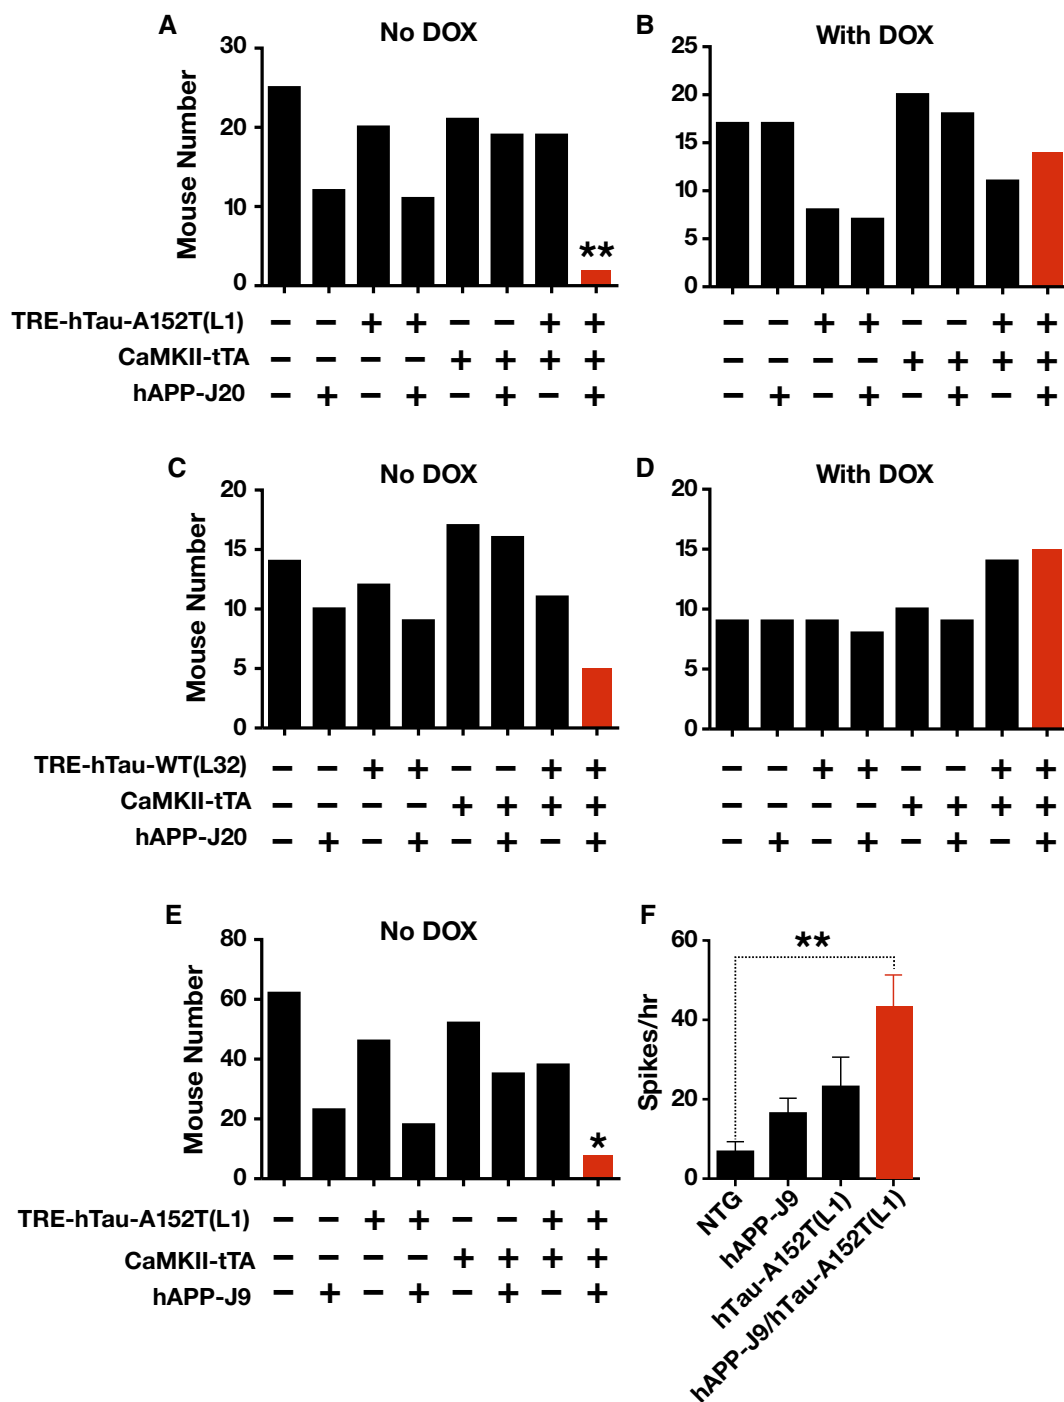 A
No DOX
B
With DOX
Mouse Number
30
20
10
0
**
25
20
15
10
5
0
TRE-hTau-A152T(L1) − − + + − − + + − − + + − − + +
CaMKII-tTA − − − − + + + + − − − − + + + +
hAPP-J20 − + − + − + − + − + − + − + − +
C
No DOX
D
With DOX
Mouse Number
20
15
10
5
0
20
15
10
5
0
TRE-hTau-WT(L32) − − + + − − + + − − + + − − + +
CaMKII-tTA − − − − + + + + − − − − + + + +
hAPP-J20 − + − + − + − + − + − + − + − +
E
No DOX
F
Mouse Number
80
60
40
20
0
*
Spikes/hr
60
40
20
0
**
NTG
hAPP-J9
hTau-A152T(L1)
hAPP-J9/hTau-A152T(L1)
TRE-hTau-A152T(L1) − − + + − − + +
CaMKII-tTA − − − − + + + +
hAPP-J9 − + − + − + − +